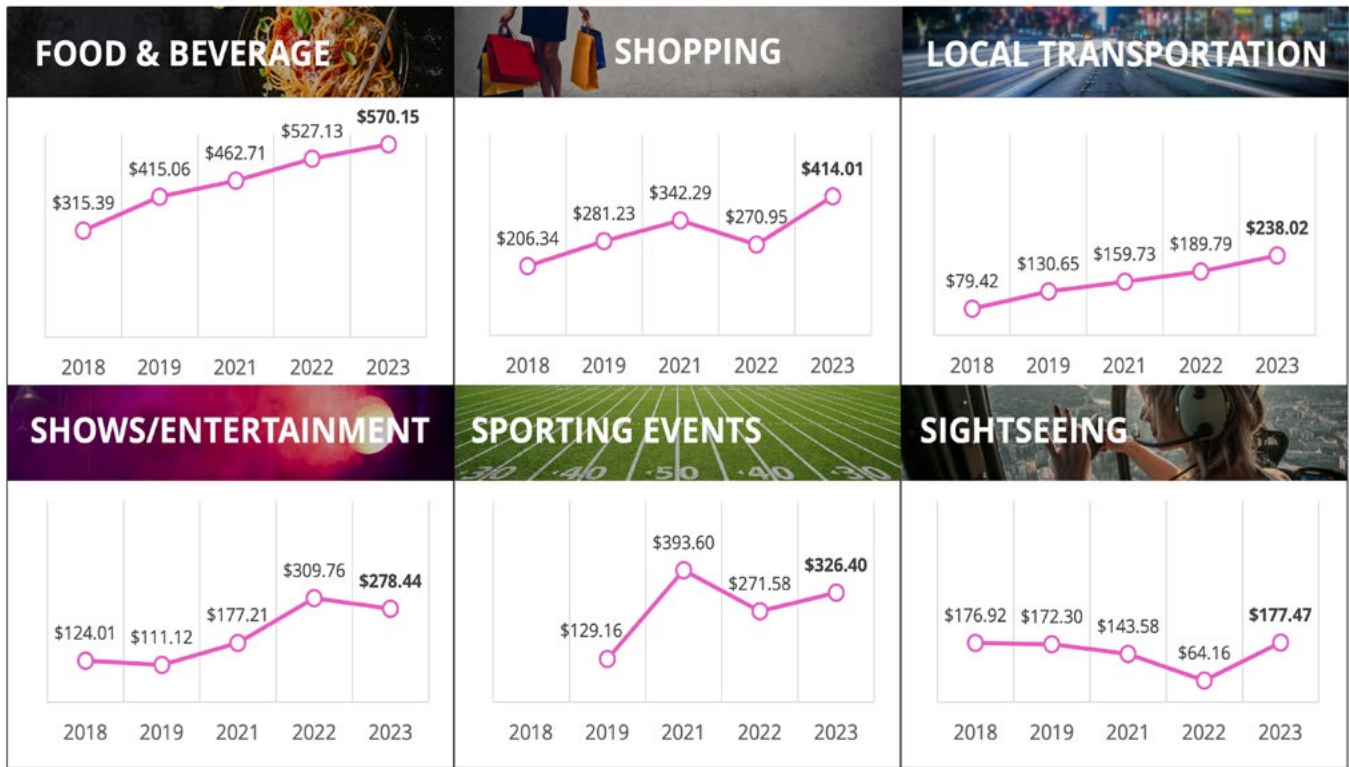 FOOD & BEVERAGE
$315.39
$415.06
$462.71
$527.13
$570.15
2018 2019 2021 2022 2023
SHOPPING
$206.34
$281.23
$342.29
$270.95
$414.01
2018 2019 2021 2022 2023
LOCAL TRANSPORTATION
$79.42
$130.65
$159.73
$189.79
$238.02
2018 2019 2021 2022 2023
SHOWS/ENTERTAINMENT
$124.01
$111.12
$177.21
$309.76
$278.44
2018 2019 2021 2022 2023
SPORTING EVENTS
40 50 40
$129.16
$393.60
$271.58
$326.40
2018 2019 2021 2022 2023
SIGHTSEEING
$176.92
$172.30
$143.58
$64.16
$177.47
2018 2019 2021 2022 2023